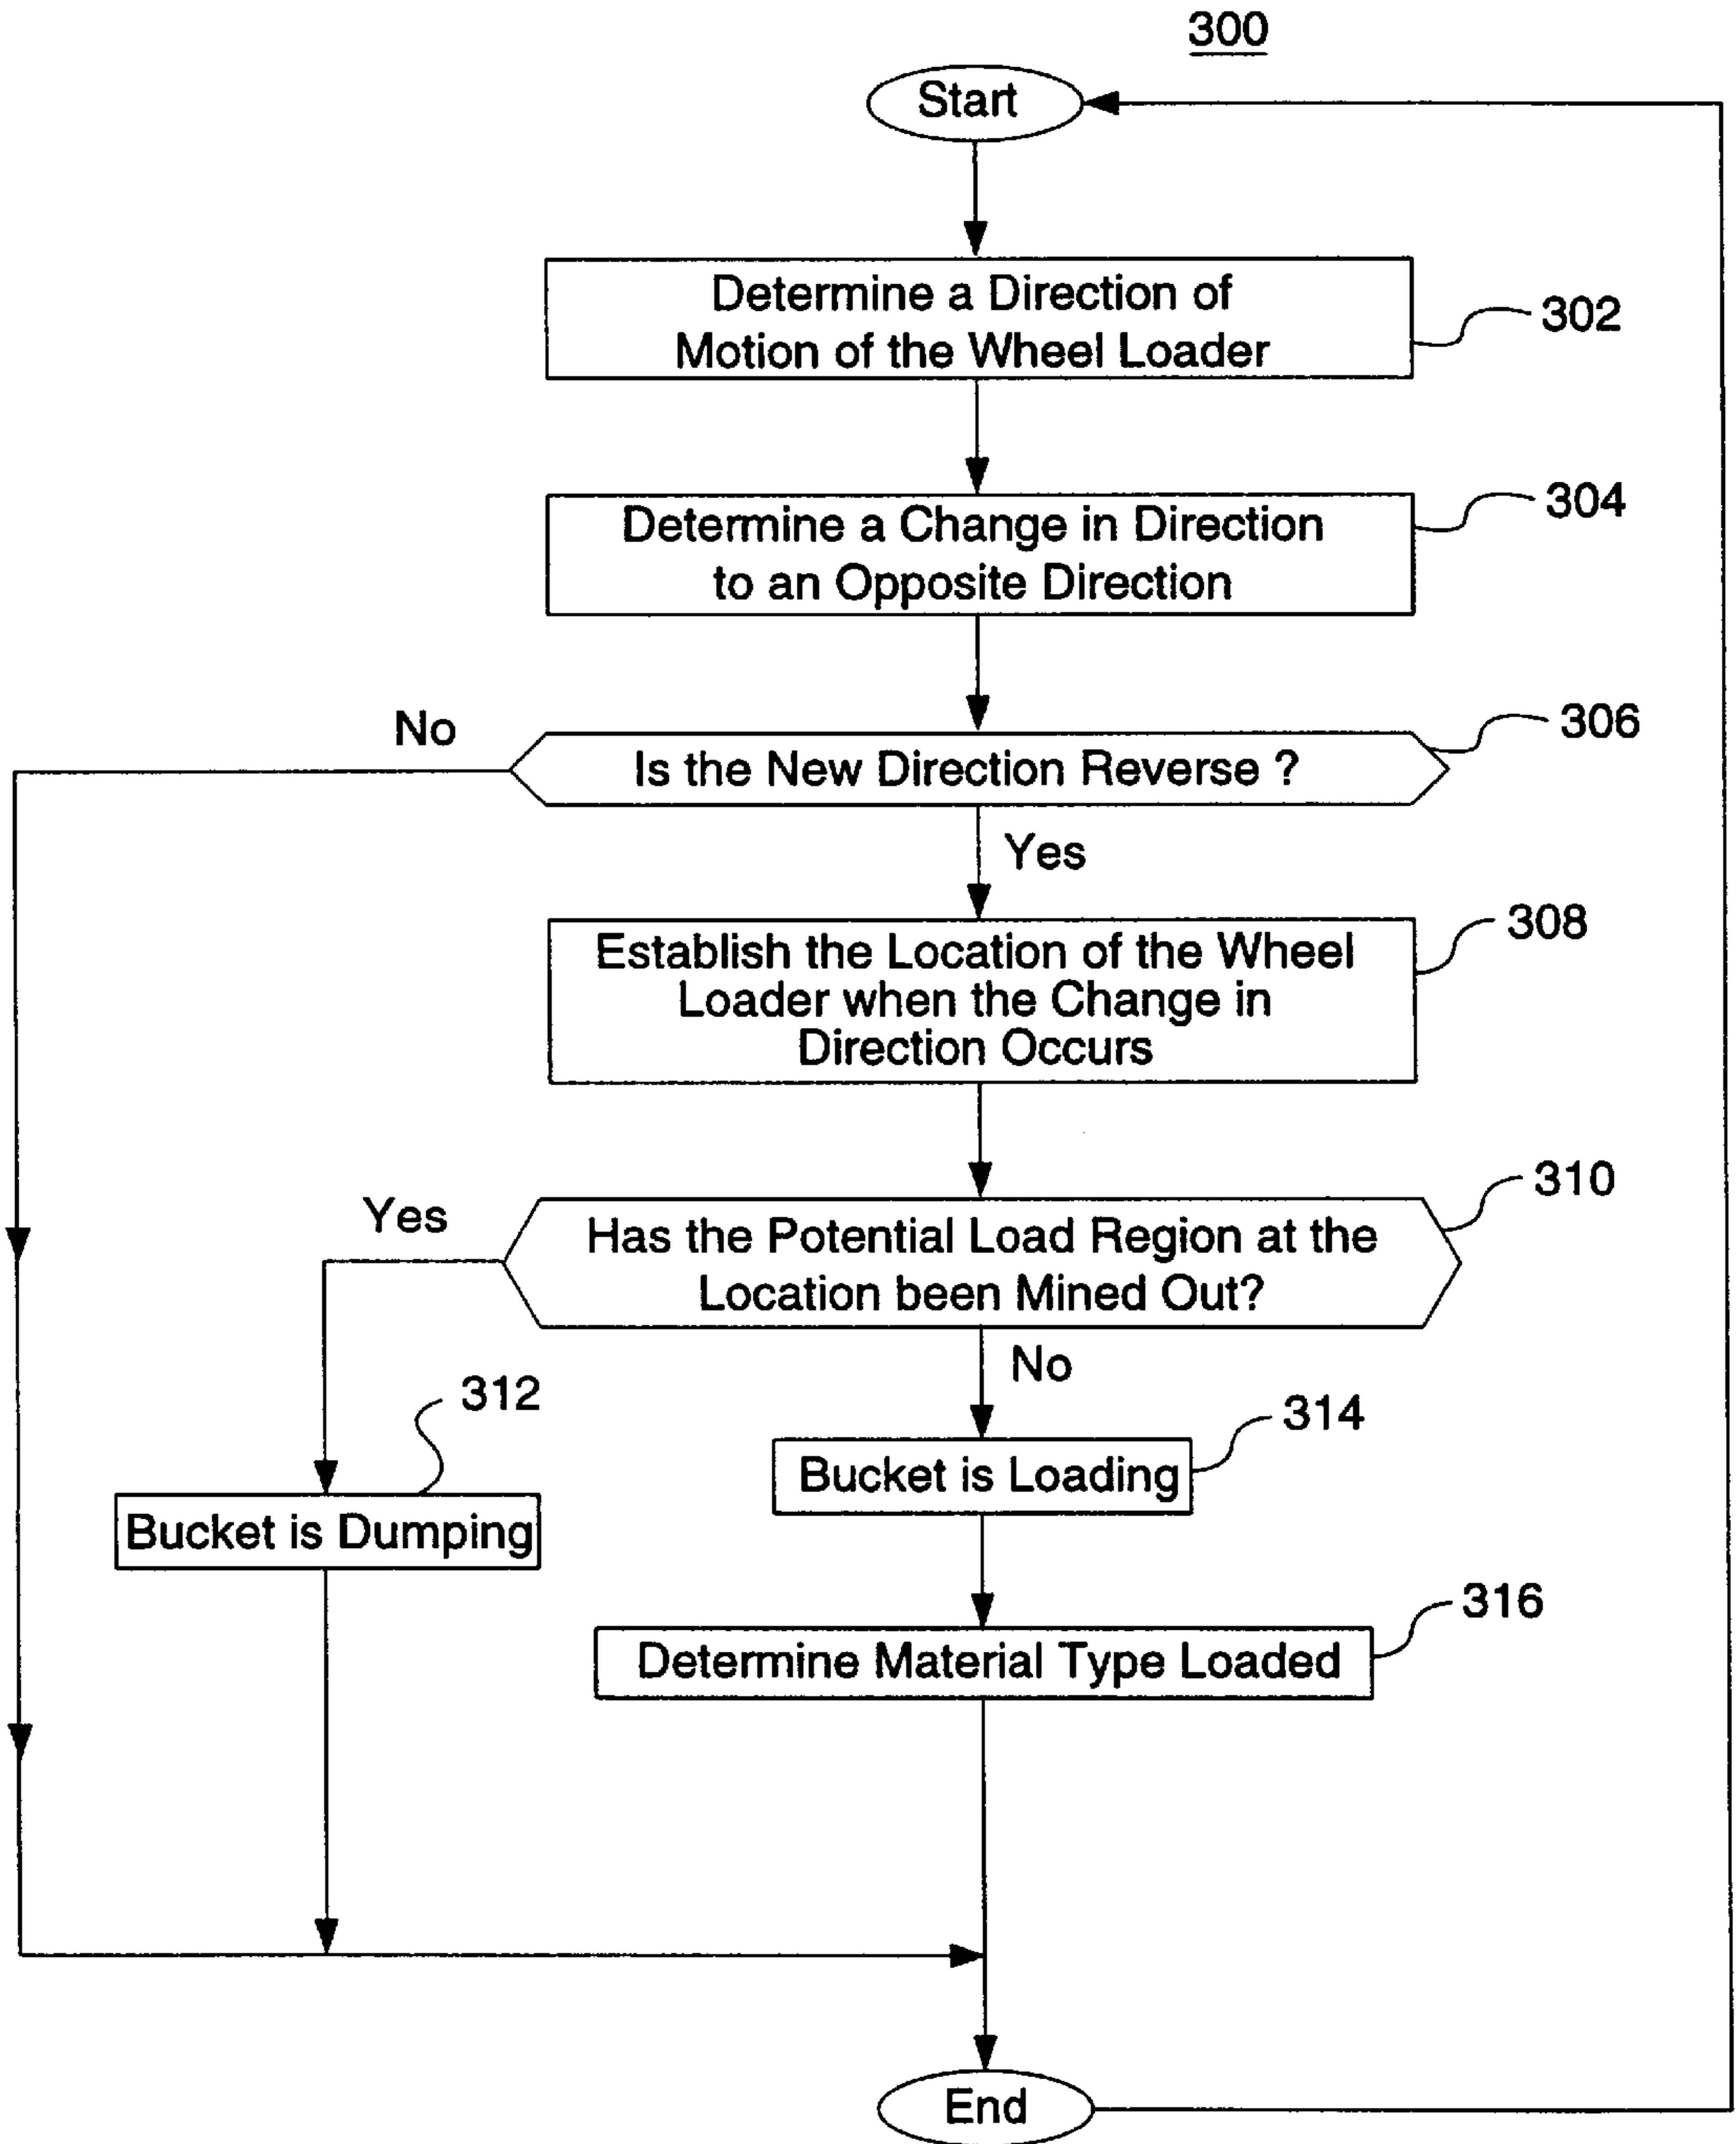 300
Start
Determine a Direction of
Motion of the Wheel Loader
302
Determine a Change in Direction
to an Opposite Direction
304
No
Is the New Direction Reverse ?
306
Yes
Establish the Location of the Wheel
Loader when the Change in
Direction Occurs
308
Yes
Has the Potential Load Region at the
Location been Mined Out?
310
No
312
Bucket is Dumping
314
Bucket is Loading
316
Determine Material Type Loaded
End